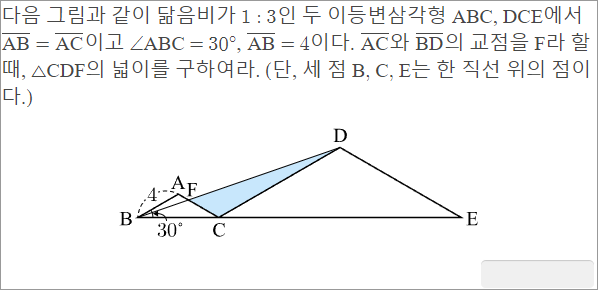 다음 그림과 같이 닮음비가 1 : 3인 두 이등변삼각형 ABC, DCE에서
AB = AC이고 ∠ABC = 30°, AB = 4이다. AC와 BD의 교점을 F라 할
때, △CDF의 넓이를 구하여라. (단, 세 점 B, C, E는 한 직선 위의 점이
다.)
D
A F
4
B E
30° C